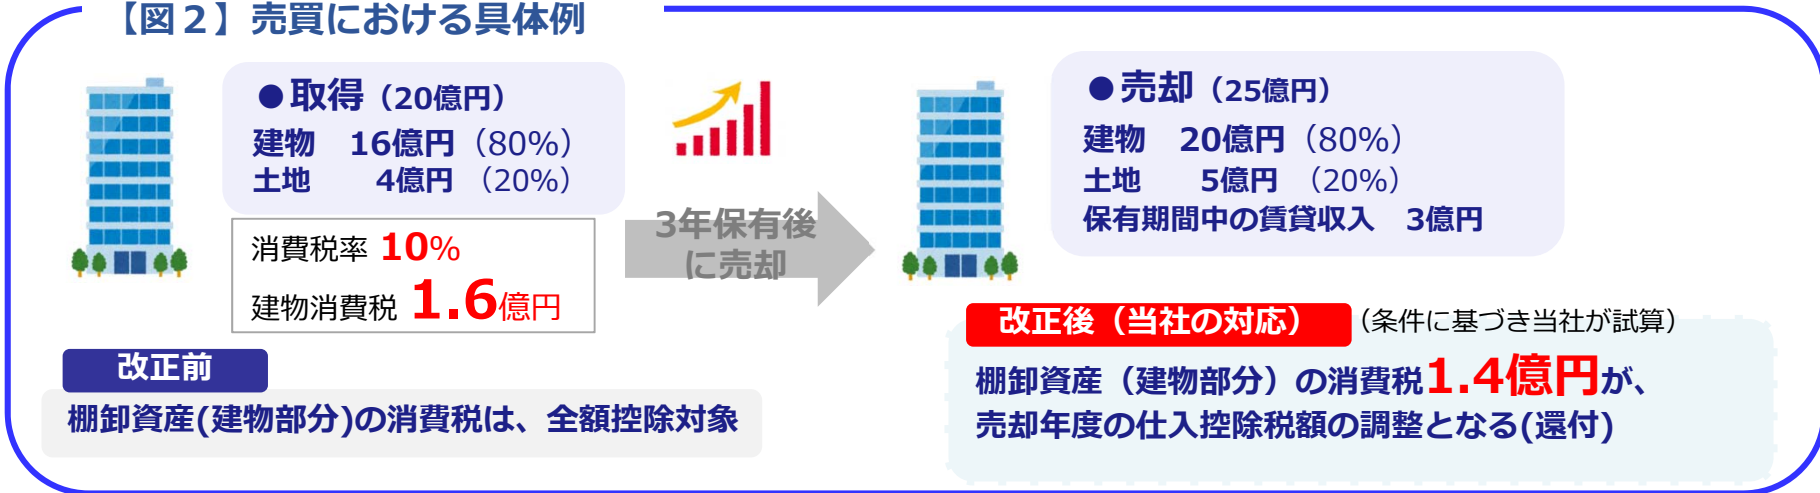 【図２】売買における具体例
●取得（20億円）
建物　16億円（80%）
土地　4億円（20%）
消費税率 10%
建物消費税 1.6億円
改正前
棚卸資産(建物部分)の消費税は、全額控除対象
3年保有後
に売却
●売却（25億円）
建物　20億円（80%）
土地　5億円（20%）
保有期間中の賃貸収入　3億円
改正後（当社の対応）（条件に基づき当社が試算）
棚卸資産（建物部分）の消費税1.4億円が、
売却年度の仕入控除税額の調整となる(還付)